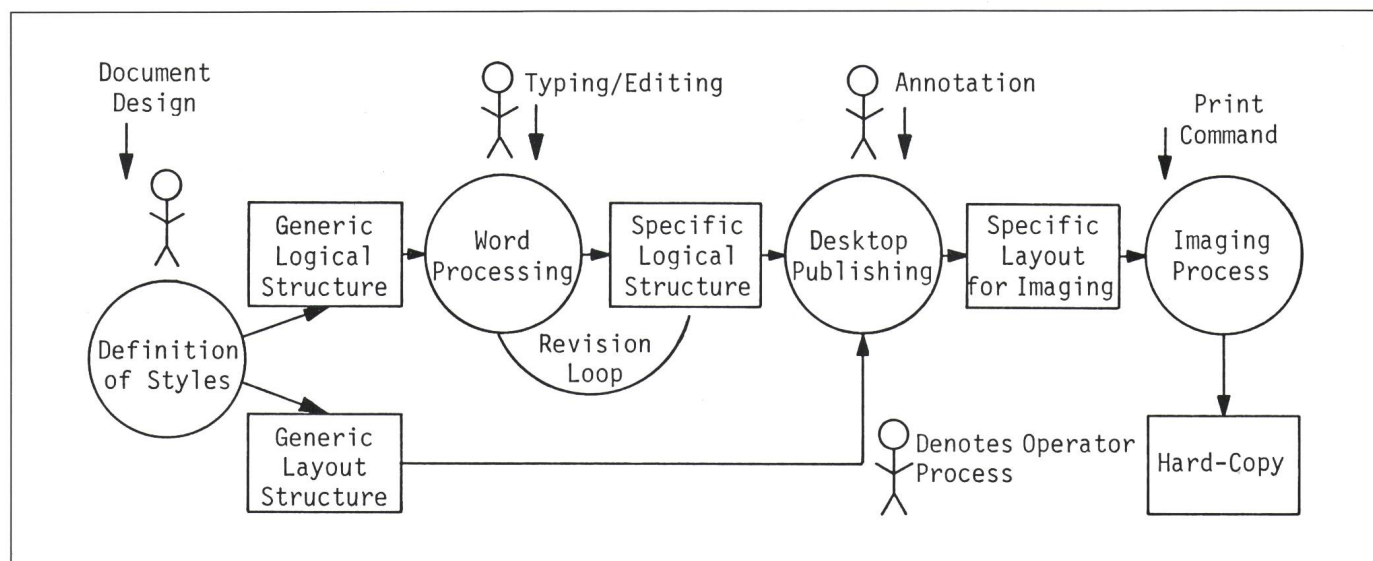 Document
Design
Typing/Editing
Annotation
Print
Command
Generic
Logical
Structure
Word
Processing
Specific
Logical
Structure
Desktop
Publishing
Specific
Layout
for Imaging
Imaging
Process
Definition
of Styles
Revision
Loop
Generic
Layout
Structure
Denotes Operator
Process
Hard-Copy